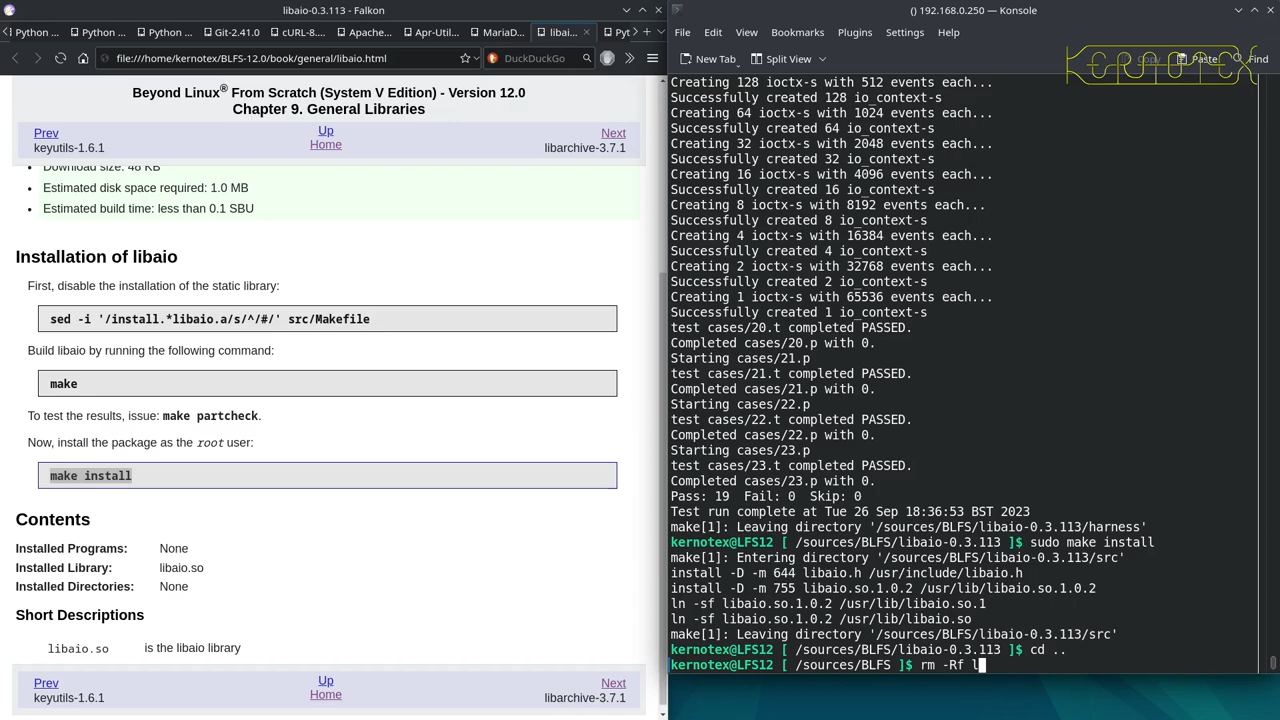 libaio-0.3.113 - Falkon
Python ...
Python ...
Python ...
Git-2.41.0
cURL-8....
Apache...
Apr-Util...
MariaD...
libai...
Pyt
file:///home/kernotex/BLFS-12.0/book/general/libaio.html
DuckDuckGo
Beyond Linux® From Scratch (System V Edition) - Version 12.0
Chapter 9. General Libraries
Prev Up Next
keyutils-1.6.1 Home libarchive-3.7.1
Download size: 48 KB
Estimated disk space required: 1.0 MB
Estimated build time: less than 0.1 SBU
Installation of libaio
First, disable the installation of the static library:
sed -i '/install.*libaio.a/s/^/#/' src/Makefile
Build libaio by running the following command:
make
To test the results, issue: make partcheck.
Now, install the package as the root user:
make install
Contents
Installed Programs: None
Installed Library: libaio.so
Installed Directories: None
Short Descriptions
libaio.so is the libaio library
Prev Up Next
keyutils-1.6.1 Home libarchive-3.7.1
() 192.168.0.250 — Konsole
File Edit View Bookmarks Plugins Settings Help
New Tab Split View Copy Paste Find
kernotex
Creating 128 ioctx-s with 512 events each...
Successfully created 128 io_context-s
Creating 64 ioctx-s with 1024 events each...
Successfully created 64 io_context-s
Creating 32 ioctx-s with 2048 events each...
Successfully created 32 io_context-s
Creating 16 ioctx-s with 4096 events each...
Successfully created 16 io_context-s
Creating 8 ioctx-s with 8192 events each...
Successfully created 8 io_context-s
Creating 4 ioctx-s with 16384 events each...
Successfully created 4 io_context-s
Creating 2 ioctx-s with 32768 events each...
Successfully created 2 io_context-s
Creating 1 ioctx-s with 65536 events each...
Successfully created 1 io_context-s
test cases/20.t completed PASSED.
Completed cases/20.p with 0.
Starting cases/21.p
test cases/21.t completed PASSED.
Completed cases/21.p with 0.
Starting cases/22.p
test cases/22.t completed PASSED.
Completed cases/22.p with 0.
Starting cases/23.p
test cases/23.t completed PASSED.
Completed cases/23.p with 0.
Pass: 19 Fail: 0 Skip: 0
Test run complete at Tue 26 Sep 18:36:53 BST 2023
make[1]: Leaving directory '/sources/BLFS/libaio-0.3.113/harness'
kernotex@LFS12 [ /sources/BLFS/libaio-0.3.113 ]$ sudo make install
make[1]: Entering directory '/sources/BLFS/libaio-0.3.113/src'
install -D -m 644 libaio.h /usr/include/libaio.h
install -D -m 755 libaio.so.1.0.2 /usr/lib/libaio.so.1.0.2
ln -sf libaio.so.1.0.2 /usr/lib/libaio.so.1
ln -sf libaio.so.1.0.2 /usr/lib/libaio.so
make[1]: Leaving directory '/sources/BLFS/libaio-0.3.113/src'
kernotex@LFS12 [ /sources/BLFS/libaio-0.3.113 ]$ cd ..
kernotex@LFS12 [ /sources/BLFS ]$ rm -Rf l